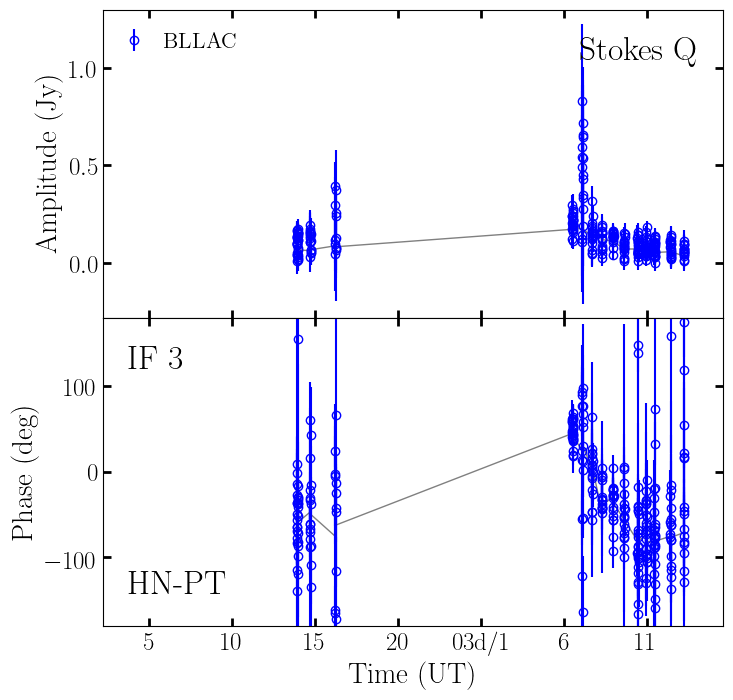 BLLAC
Stokes Q
Amplitude (Jy)
1.0
0.5
0.0
IF 3
HN-PT
Phase (deg)
100
0
−100
5 10 15 20 03d/1 6 11
Time (UT)